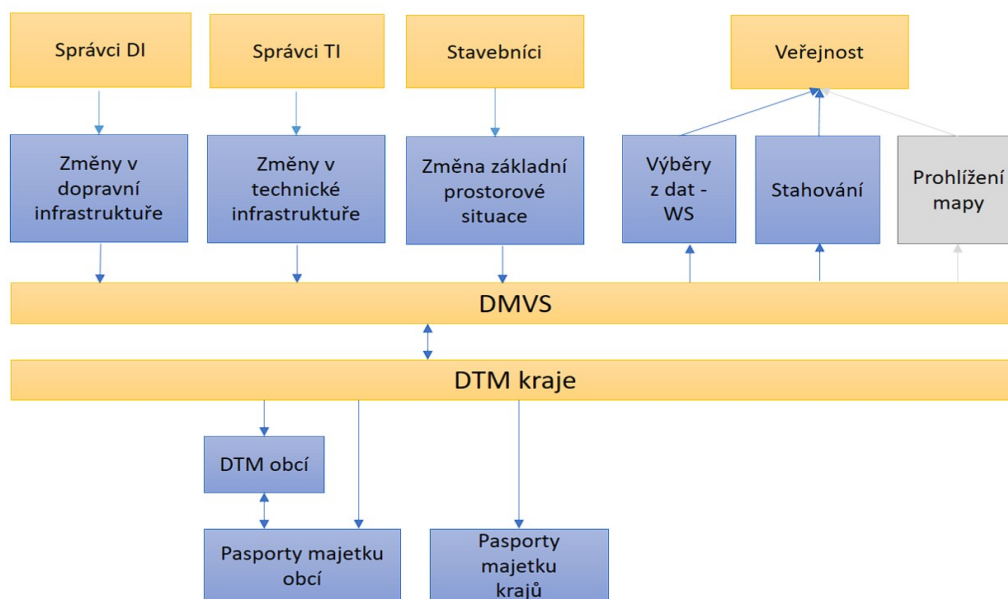 Správci DI
Správci TI
Stavebníci
Veřejnost
Změny v
dopravní
infrastruktuře
Změny v
technické
infrastruktuře
Změna základní
prostorové
situace
Výběry
z dat -
WS
Stahování
Prohlížení
mapy
DMVS
DTM kraje
DTM obcí
Pasporty majetku
obcí
Pasporty
majetku
krajů